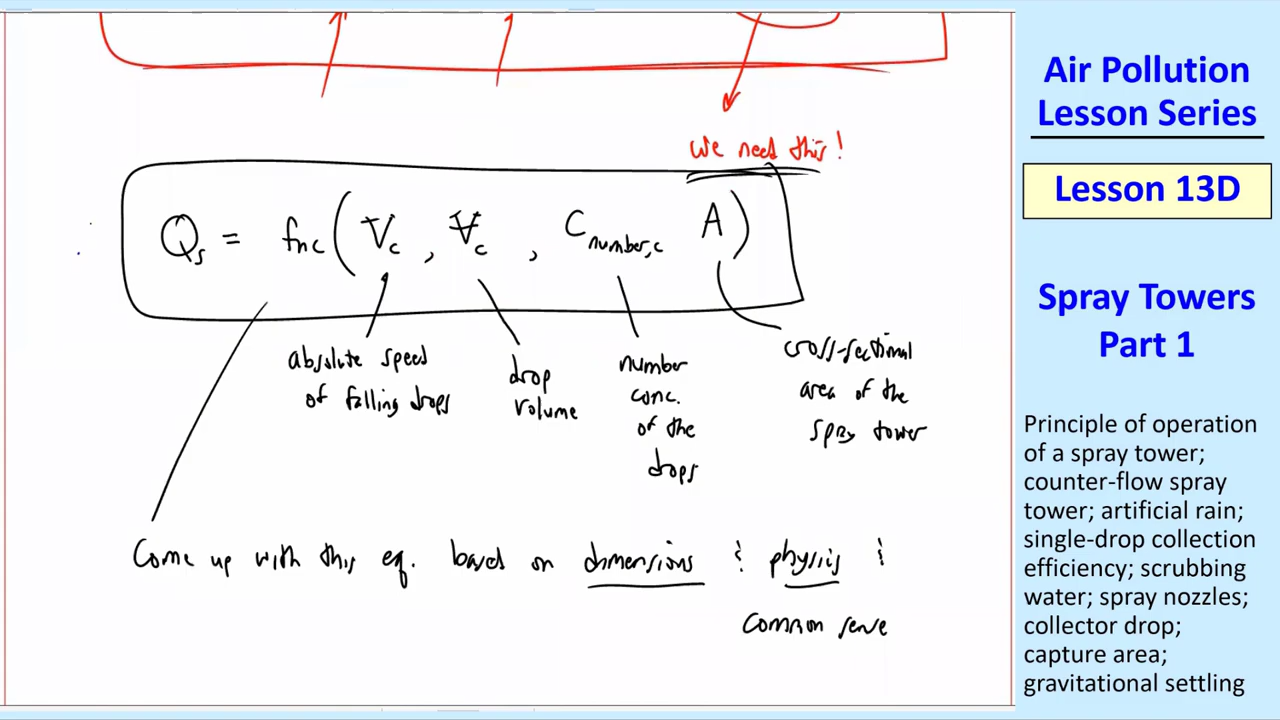 we need this!
Qs = fnc(Vc, V̶c, Cnumber,c A)
absolute speed
of falling drops
drop
volume
number
conc.
of the
drops
cross-sectional
area of the
spray tower
Come up with this eq. based on dimensions & physics &
common sense
Air Pollution
Lesson Series
Lesson 13D
Spray Towers
Part 1
Principle of operation
of a spray tower;
counter-flow spray
tower; artificial rain;
single-drop collection
efficiency; scrubbing
water; spray nozzles;
collector drop;
capture area;
gravitational settling